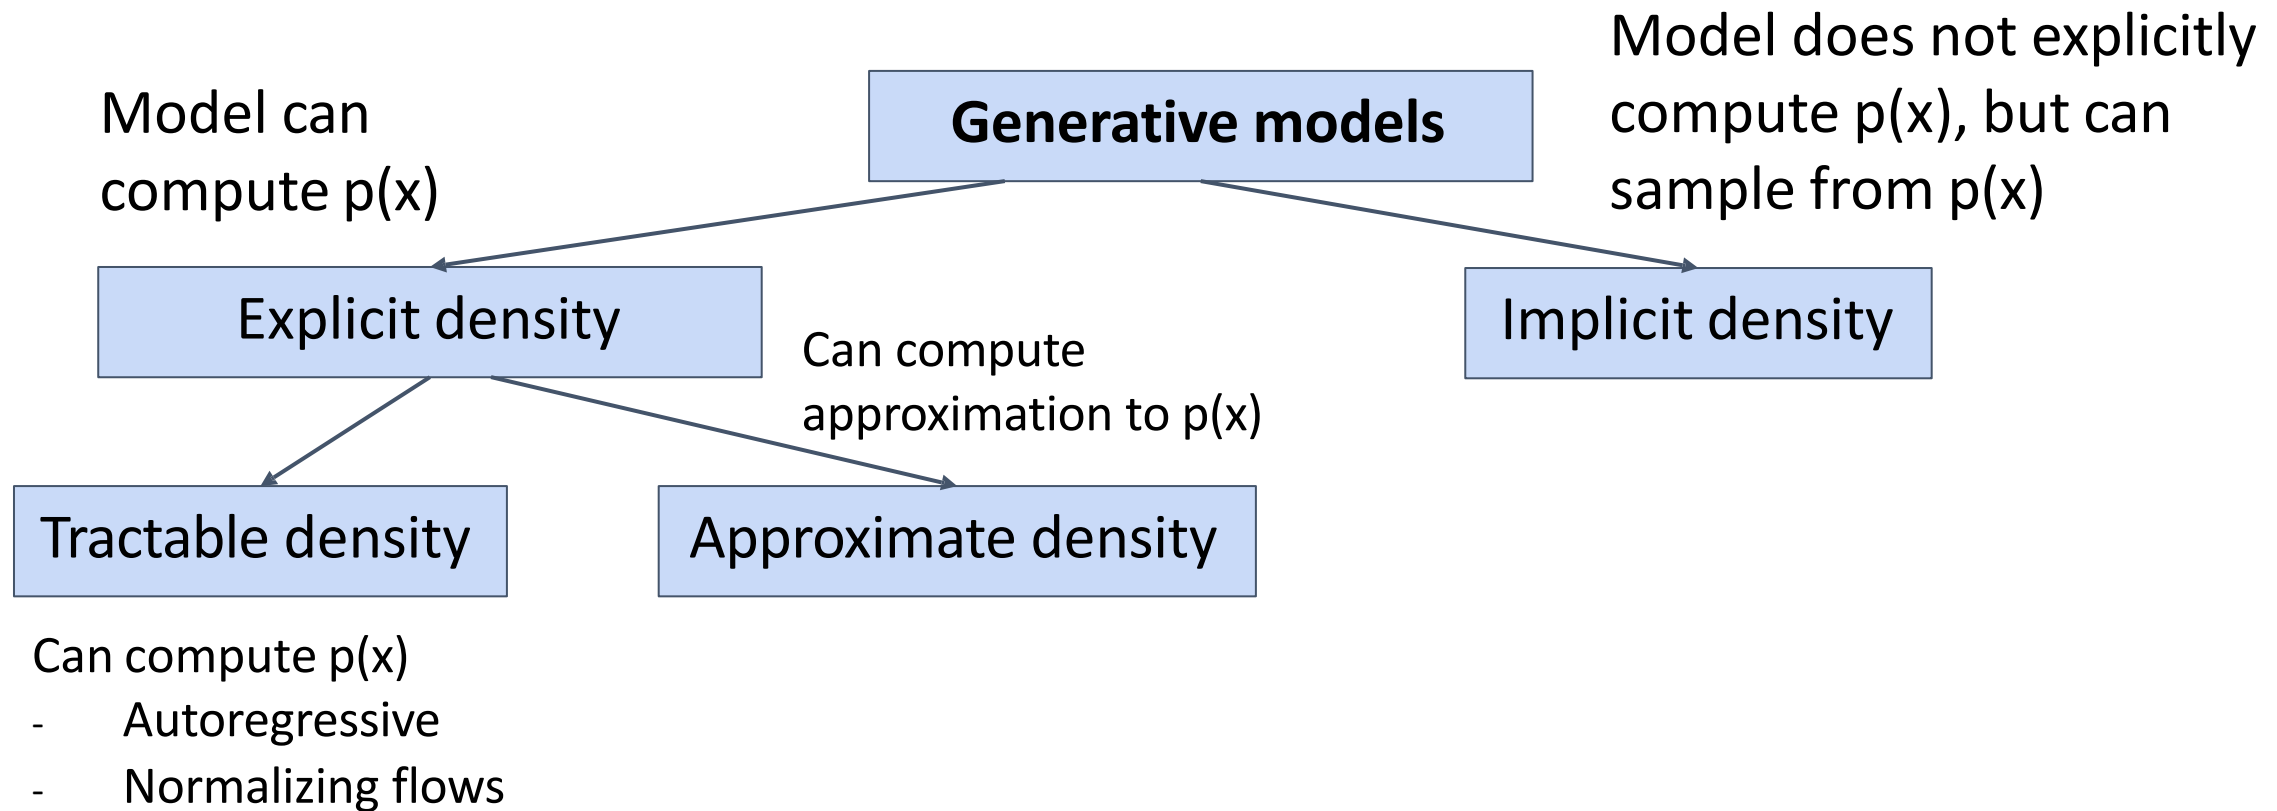 Generative models
Model can
compute p(x)
Model does not explicitly
compute p(x), but can
sample from p(x)
Explicit density
Implicit density
Can compute
approximation to p(x)
Tractable density
Approximate density
Can compute p(x)
- Autoregressive
- Normalizing flows